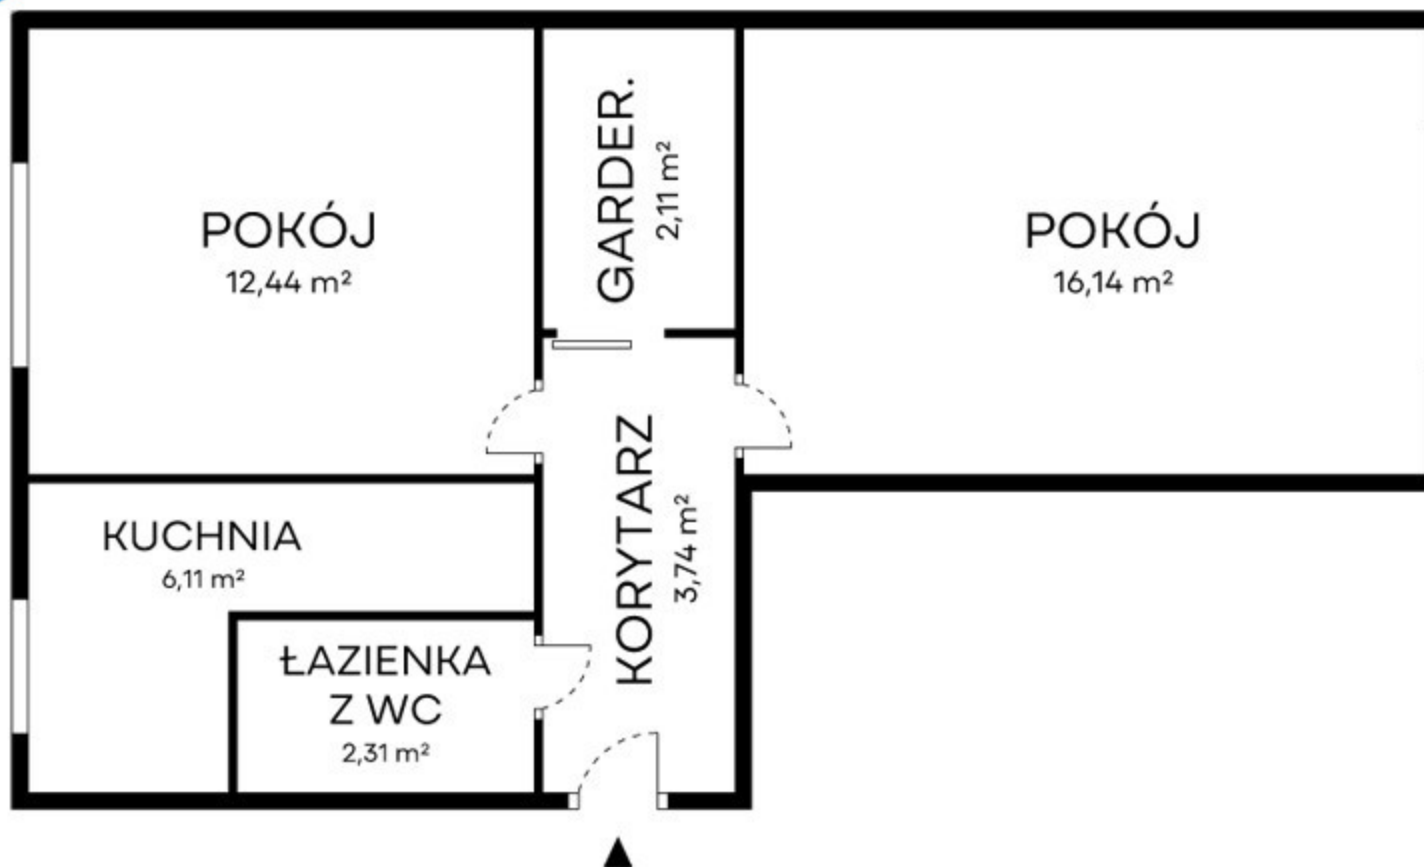 POKÓJ
12,44 m²
GARDER.
2,11 m²
POKÓJ
16,14 m²
KUCHNIA
6,11 m²
KORYTARZ
3,74 m²
ŁAZIENKA
Z WC
2,31 m²